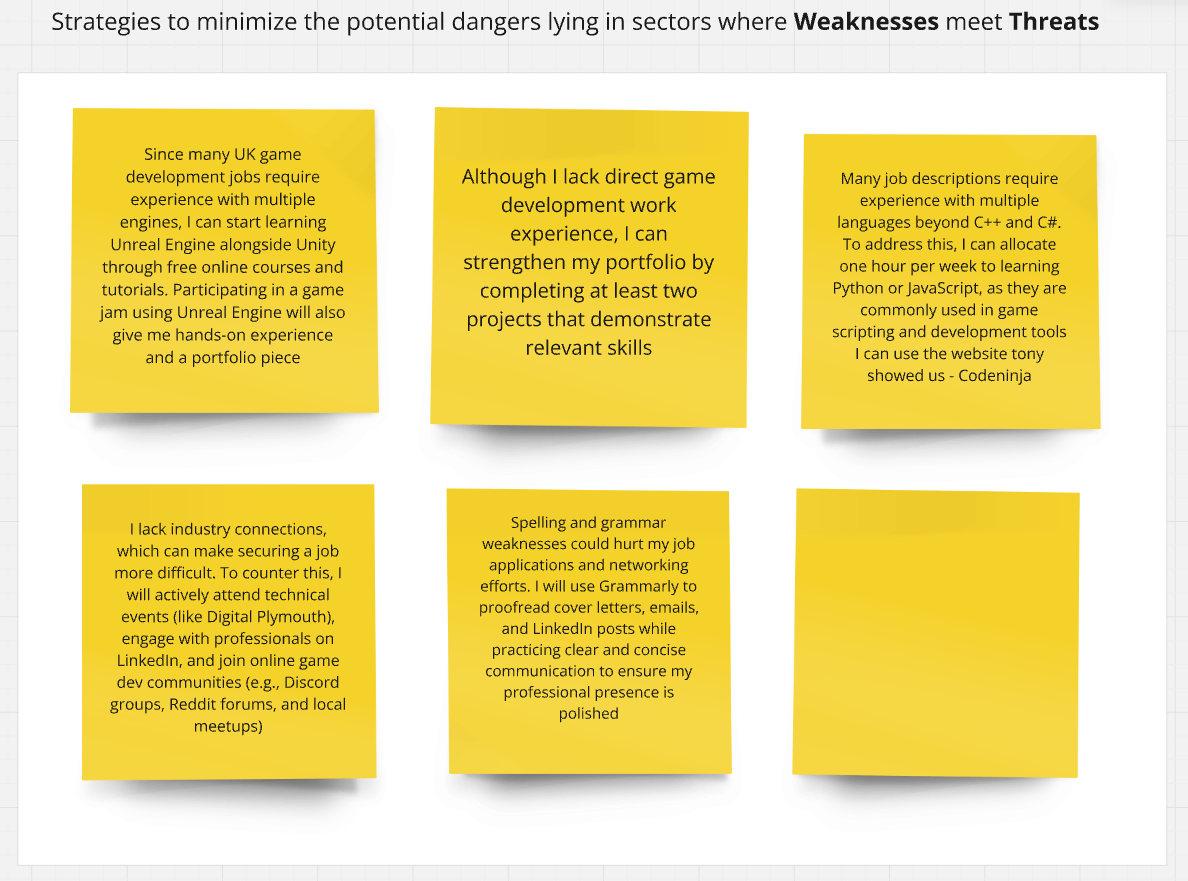 Strategies to minimize the potential dangers lying in sectors where Weaknesses meet Threats
Since many UK game
development jobs require
experience with multiple
engines, I can start learning
Unreal Engine alongside Unity
through free online courses and
tutorials. Participating in a game
jam using Unreal Engine will also
give me hands-on experience
and a portfolio piece
Although I lack direct game
development work
experience, I can
strengthen my portfolio by
completing at least two
projects that demonstrate
relevant skills
Many job descriptions require
experience with multiple
languages beyond C++ and C#.
To address this, I can allocate
one hour per week to learning
Python or JavaScript, as they are
commonly used in game
scripting and development tools
I can use the website tony
showed us - Codeninja
I lack industry connections,
which can make securing a job
more difficult. To counter this, I
will actively attend technical
events (like Digital Plymouth),
engage with professionals on
LinkedIn, and join online game
dev communities (e.g., Discord
groups, Reddit forums, and local
meetups)
Spelling and grammar
weaknesses could hurt my job
applications and networking
efforts. I will use Grammarly to
proofread cover letters, emails,
and LinkedIn posts while
practicing clear and concise
communication to ensure my
professional presence is
polished